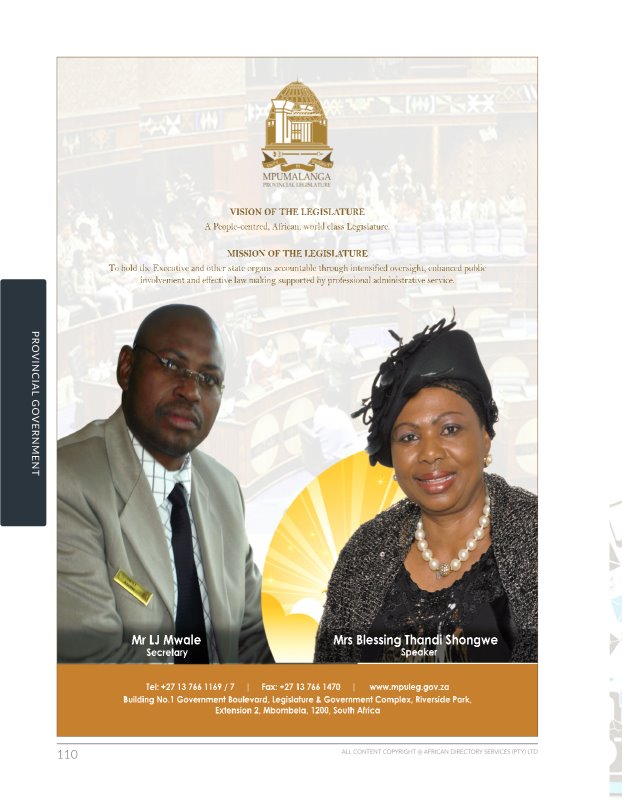 MPUMALANGA
PROVINCIAL LEGISLATURE
VISION OF THE LEGISLATURE
A People-centred, African, world class Legislature.
MISSION OF THE LEGISLATURE
To hold the Executive and other state organs accountable through intensified oversight, enhanced public
involvement and effective law making supported by professional administrative service.
PROVINCIAL GOVERNMENT
Mr LJ Mwale
Secretary
Mrs Blessing Thandi Shongwe
Speaker
Tel: +27 13 766 1169 / 7 | Fax: +27 13 766 1470 | www.mpuleg.gov.za
Building No.1 Government Boulevard, Legislature & Government Complex, Riverside Park,
Extension 2, Mbombela, 1200, South Africa
110
ALL CONTENT COPYRIGHT @ AFRICAN DIRECTORY SERVICES (PTY) LTD